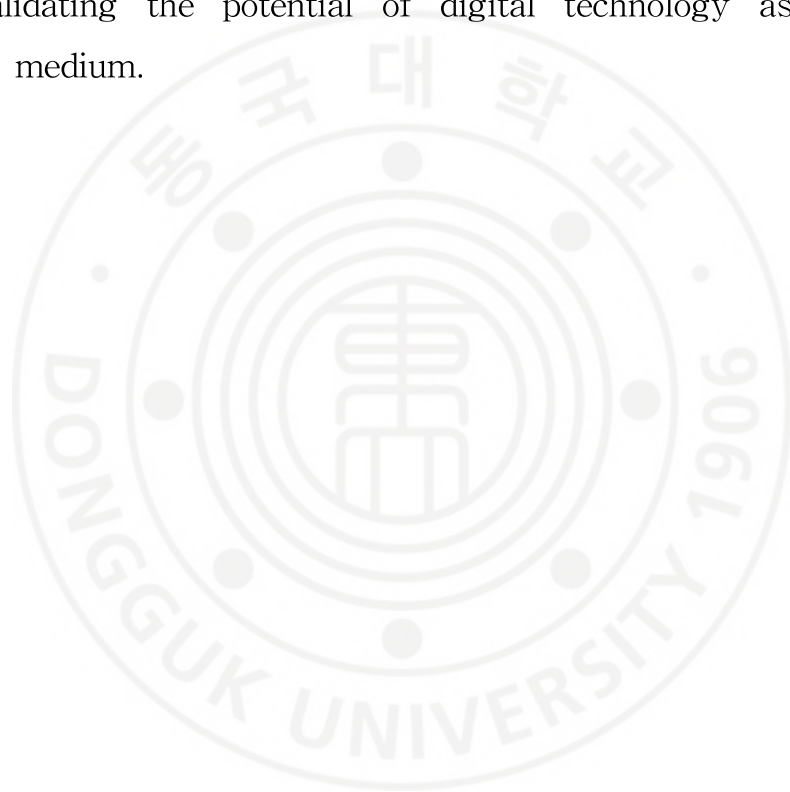 the potential of digital technology as
medium.
동국대학교
DONGGUK UNIVERSITY 1906